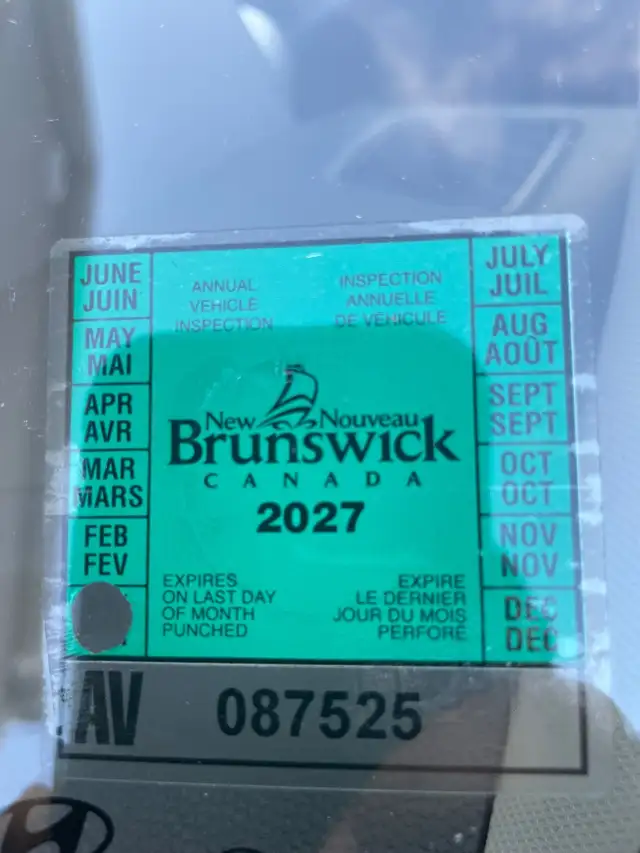 JUNE
JUIN
MAY
MAI
APR
AVR
MAR
MARS
FEB
FEV
ANNUAL
VEHICLE
INSPECTION
INSPECTION
ANNUELLE
DE VÉHICULE
New Nouveau
Brunswick
CANADA
2027
EXPIRES
ON LAST DAY
OF MONTH
PUNCHED
EXPIRE
LE DERNIER
JOUR DU MOIS
PERFORÉ
JULY
JUIL
AUG
AOÛT
SEPT
SEPT
OCT
OCT
NOV
NOV
DEC
DEC
AV 087525